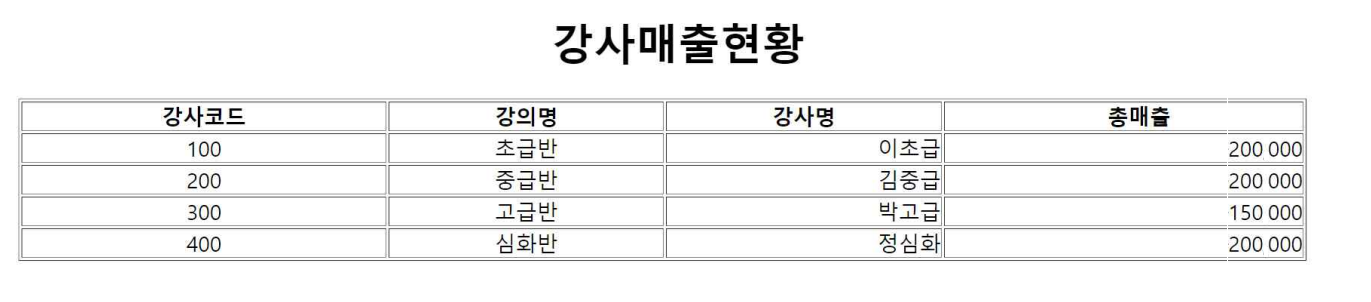 강사매출현황
강사코드 강의명 강사명 총매출
100 초급반 이초급 200,000
200 중급반 김중급 200,000
300 고급반 박고급 150,000
400 심화반 정심화 200,000